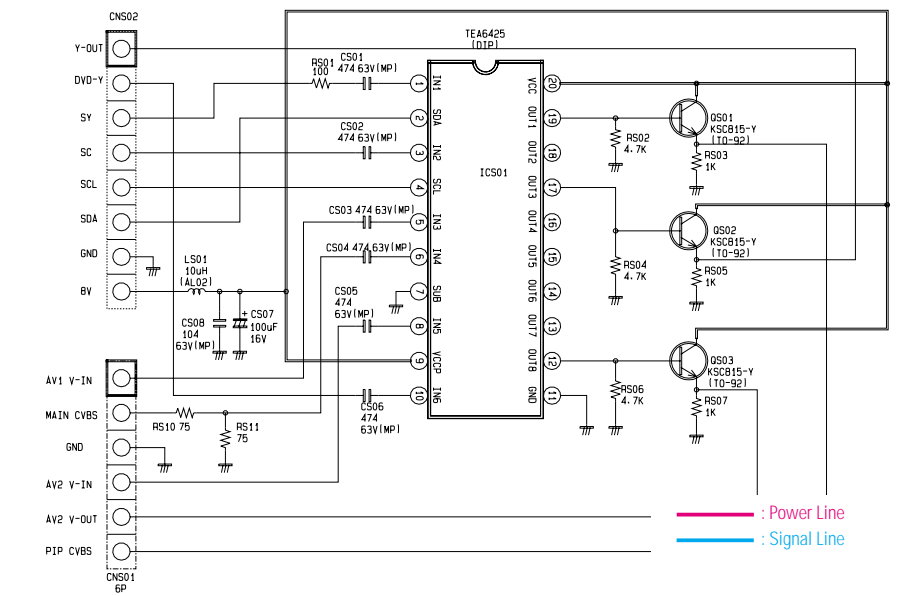 CNS02
Y-OUT
DVD-Y
SY
SC
SCL
SDA
GND
8V
RS01
100
CS01
474 63V(MP)
CS02
474 63V(MP)
CS03 474 63V(MP)
CS04 474 63V(MP)
CS05
474
63V(MP)
CS06
474
63V(MP)
LS01
10uH
(AL02)
CS08
104
63V(MP)
+ CS07
100uF
16V
TEA6425
(DIP)
ICS01
1 IN1
2 SDA
3 IN2
4 SCL
5 IN3
6 IN4
7 SUB
8 IN5
9 VCCP
10 IN6
VCC 20
OUT1 19
OUT2 18
OUT3 17
OUT4 16
OUT5 15
OUT6 14
OUT7 13
OUT8 12
GND 11
RS02
4.7K
QS01
KSC815-Y
(TO-92)
RS03
1K
RS04
4.7K
QS02
KSC815-Y
(TO-92)
RS05
1K
RS06
4.7K
QS03
KSC815-Y
(TO-92)
RS07
1K
AV1 V-IN
MAIN CVBS
GND
AV2 V-IN
AV2 V-OUT
PIP CVBS
CNS01
6P
RS10 75
RS11
75
: Power Line
: Signal Line